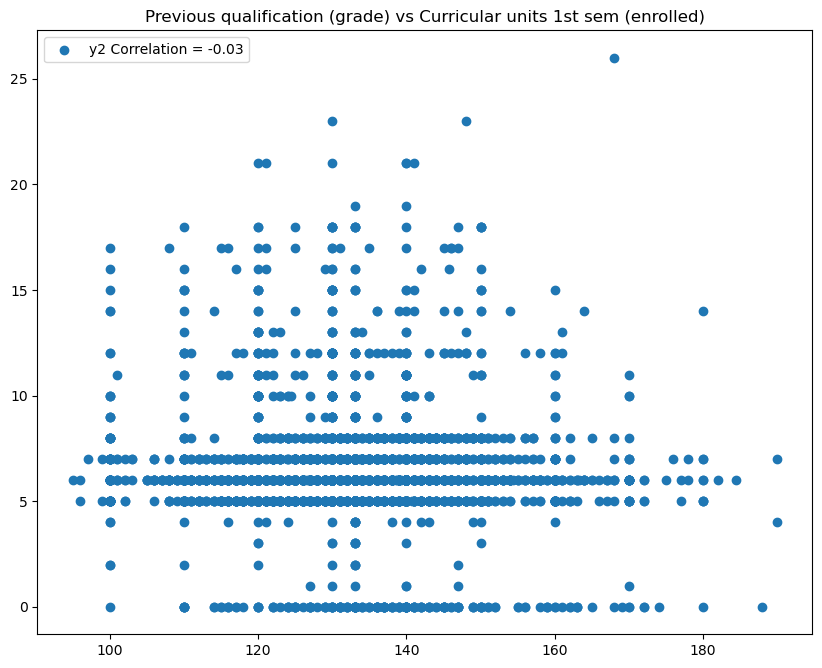 Previous qualification (grade) vs Curricular units 1st sem (enrolled)
y2 Correlation = -0.03
25
20
15
10
5
0
100 120 140 160 180